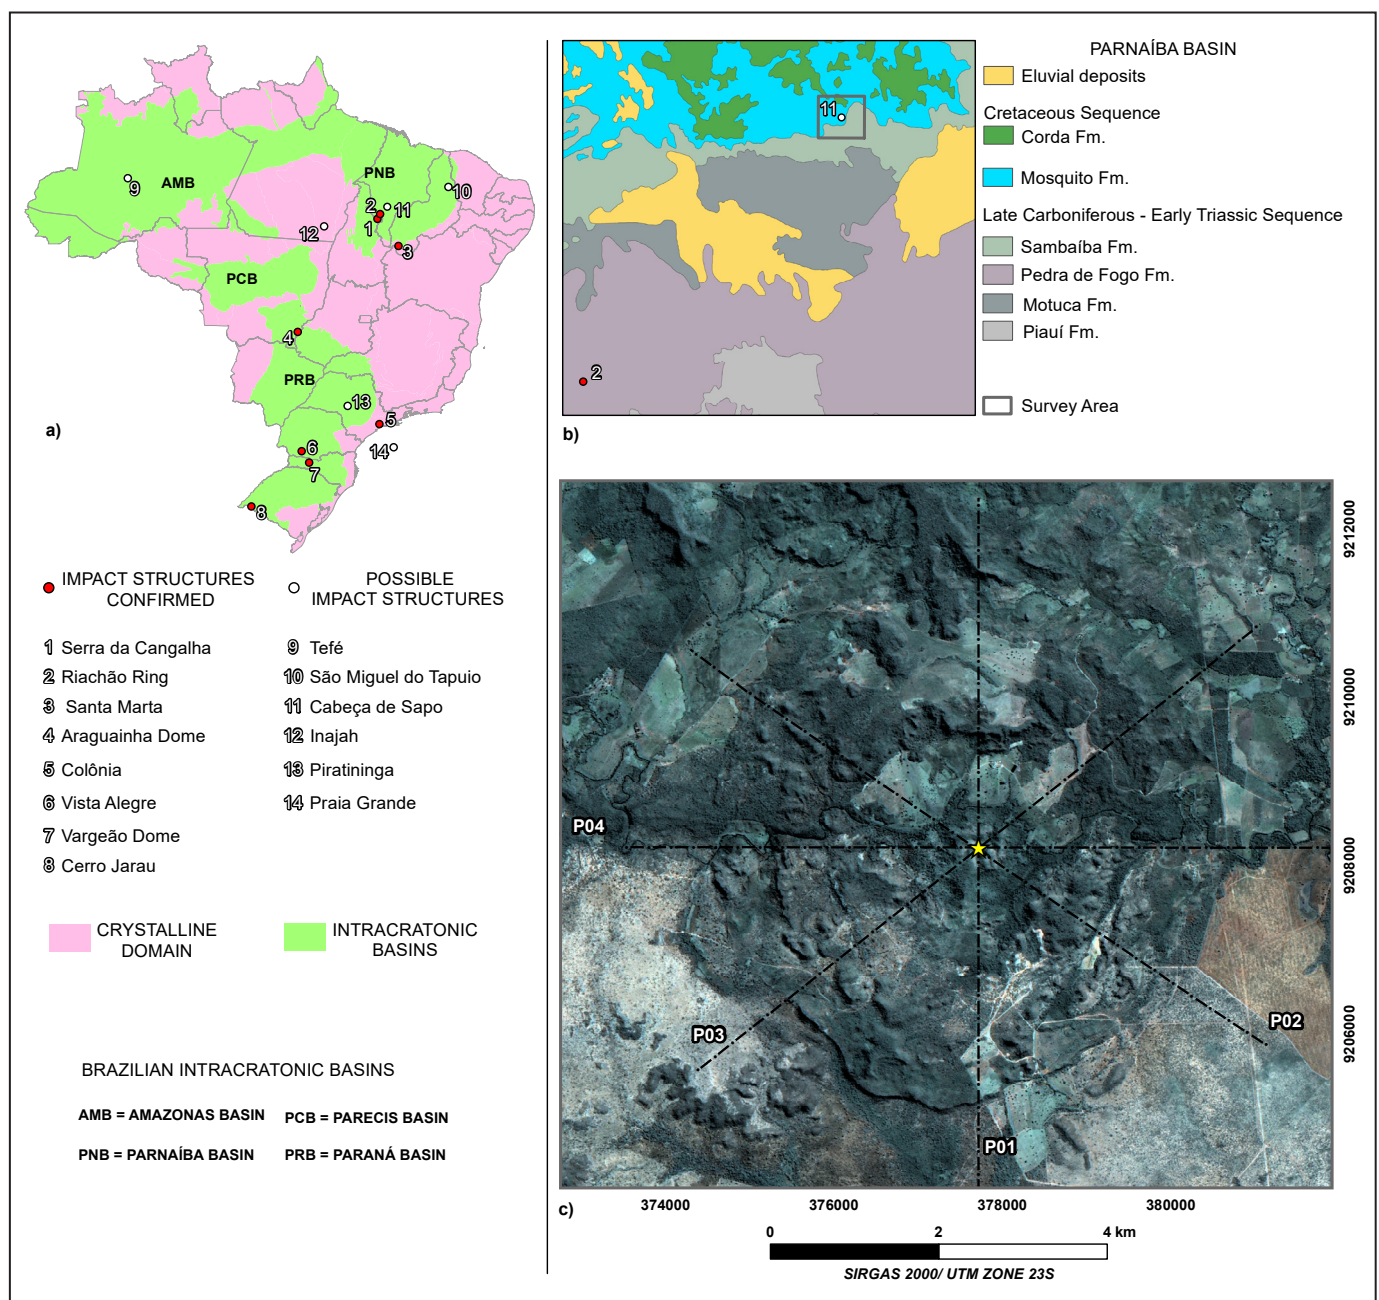 AMB
PNB
PCB
PRB
9
10
2
11
1
12
3
4
13
5
14
6
7
8
a)
IMPACT STRUCTURES
CONFIRMED
POSSIBLE
IMPACT STRUCTURES
1 Serra da Cangalha
2 Riachão Ring
3 Santa Marta
4 Araguainha Dome
5 Colônia
6 Vista Alegre
7 Vargeão Dome
8 Cerro Jarau
9 Tefé
10 São Miguel do Tapuio
11 Cabeça de Sapo
12 Inajah
13 Piratininga
14 Praia Grande
CRYSTALLINE
DOMAIN
INTRACRATONIC
BASINS
BRAZILIAN INTRACRATONIC BASINS
AMB = AMAZONAS BASIN
PCB = PARECIS BASIN
PNB = PARNAÍBA BASIN
PRB = PARANÁ BASIN
11
2
b)
PARNAÍBA BASIN
Eluvial deposits
Cretaceous Sequence
Corda Fm.
Mosquito Fm.
Late Carboniferous - Early Triassic Sequence
Sambaíba Fm.
Pedra de Fogo Fm.
Motuca Fm.
Piauí Fm.
Survey Area
P04
P03
P02
P01
9212000
9210000
9208000
9206000
374000
376000
378000
380000
c)
0
2
4 km
SIRGAS 2000/ UTM ZONE 23S